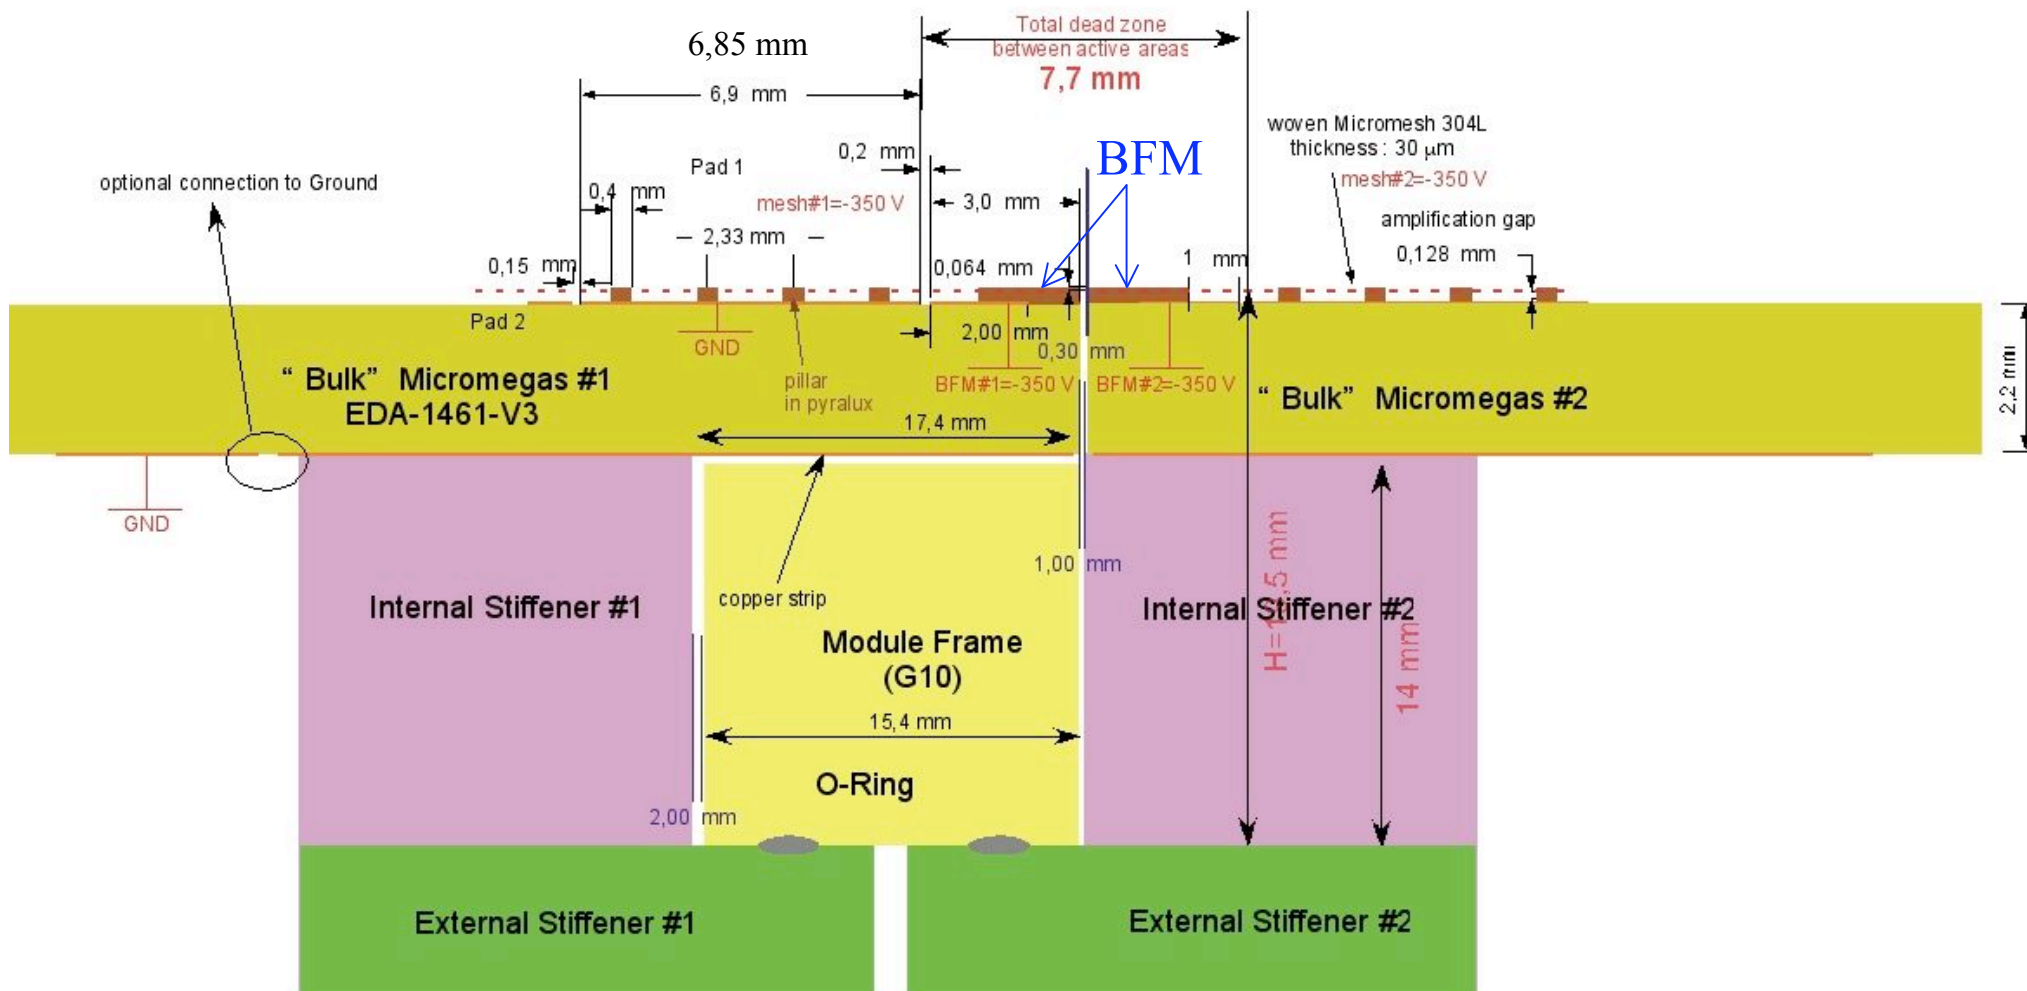 Total dead zone
between active areas
7,7 mm
6,85 mm
6,9 mm
woven Micromesh 304L
thickness : 30 µm
mesh#2=-350 V
0,2 mm
BFM
Pad 1
optional connection to Ground
0,4 mm
mesh#1=-350 V
3,0 mm
amplification gap
2,33 mm
0,128 mm
0,15 mm
0,064 mm
1 mm
Pad 2
GND
2,00 mm
0,30 mm
“ Bulk” Micromegas #1
EDA-1461-V3
pillar
in pyralux
BFM#1=-350 V
BFM#2=-350 V
“ Bulk” Micromegas #2
2,2 mm
17,4 mm
GND
1,00 mm
copper strip
Internal Stiffener #1
Internal Stiffener #2
14 mm
Module Frame
(G10)
15,4 mm
O-Ring
2,00 mm
External Stiffener #1
External Stiffener #2